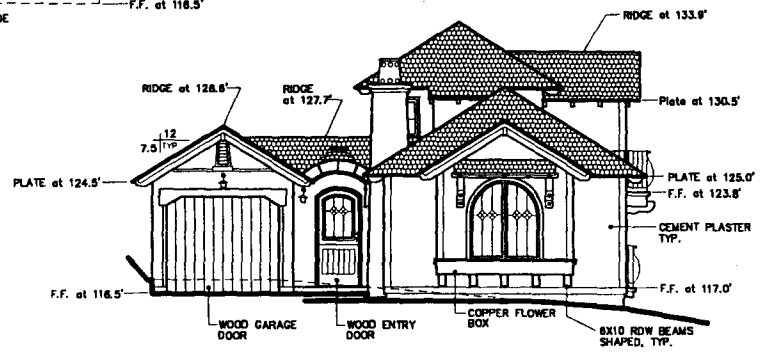 F.F. at 116.5'
DE
RIDGE at 133.9'
RIDGE at 128.8'
RIDGE
at 127.7'
Plate at 130.5'
12
7.5 TYP
PLATE at 124.5'
PLATE at 125.0'
F.F. at 123.8'
CEMENT PLASTER
TYP.
F.F. at 116.5'
F.F. at 117.0'
WOOD GARAGE
DOOR
WOOD ENTRY
DOOR
COPPER FLOWER
BOX
6X10 RDW BEAMS
SHAPED, TYP.